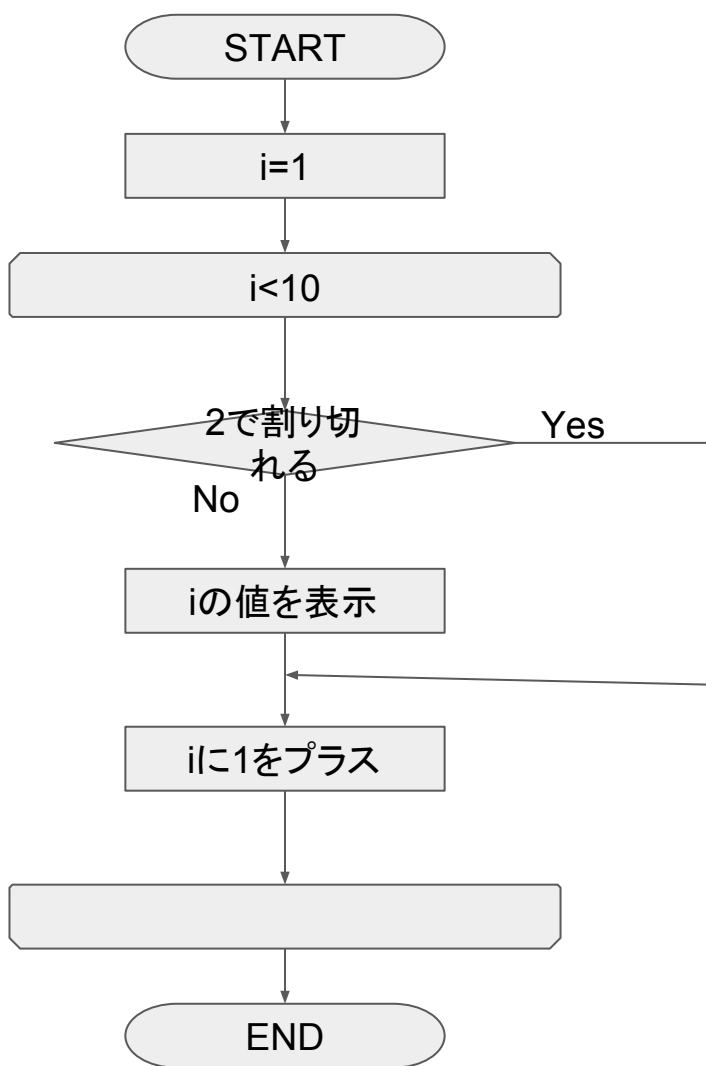 START
i=1
i<10
2で割り切
れる
Yes
No
iの値を表示
iに1をプラス
END